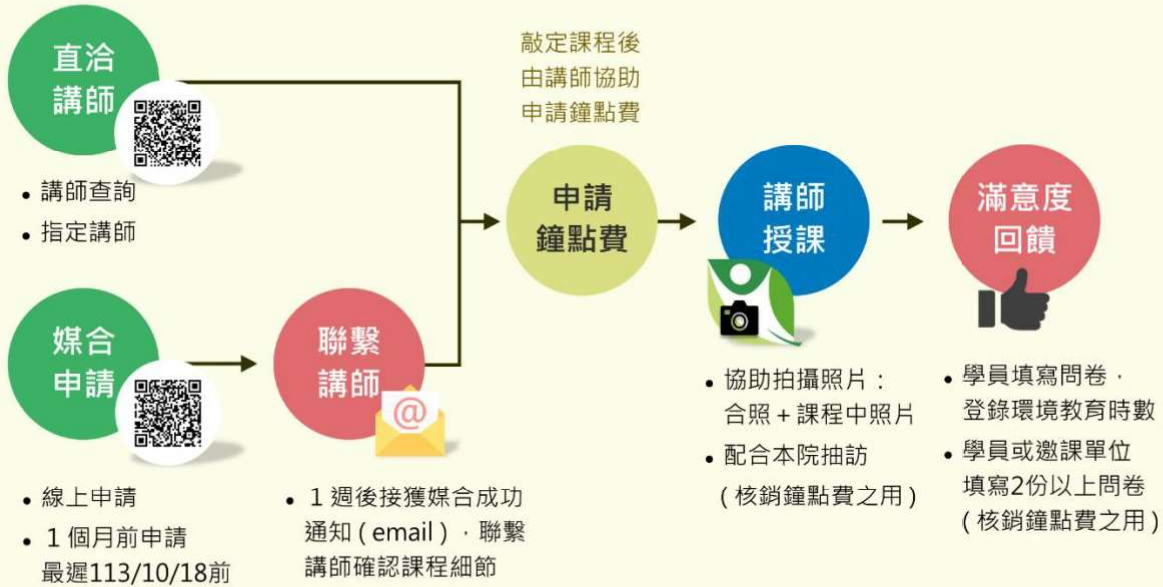 直洽
講師
• 講師查詢
• 指定講師
媒合
申請
• 線上申請
• 1 個月前申請
最遲113/10/18前
聯繫
講師
@
• 1 週後接獲媒合成功
通知 ( email ) ,聯繫
講師確認課程細節
敲定課程後
由講師協助
申請鐘點費
申請
鐘點費
講師
授課
• 協助拍攝照片：
合照 + 課程中照片
• 配合本院抽訪
( 核銷鐘點費之用 )
滿意度
回饋
• 學員填寫問卷，
登錄環境教育時數
• 學員或邀課單位
填寫2份以上問卷
( 核銷鐘點費之用 )